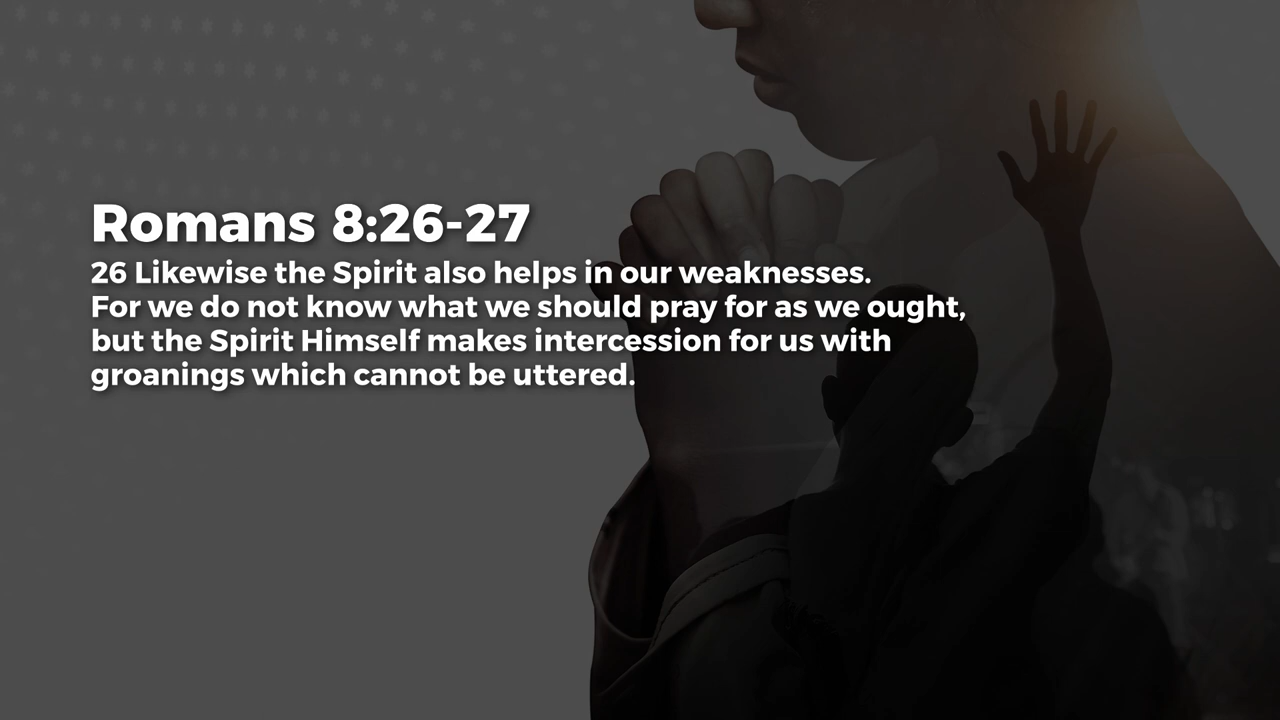 Romans 8:26-27
26 Likewise the Spirit also helps in our weaknesses.
For we do not know what we should pray for as we ought,
but the Spirit Himself makes intercession for us with
groanings which cannot be uttered.